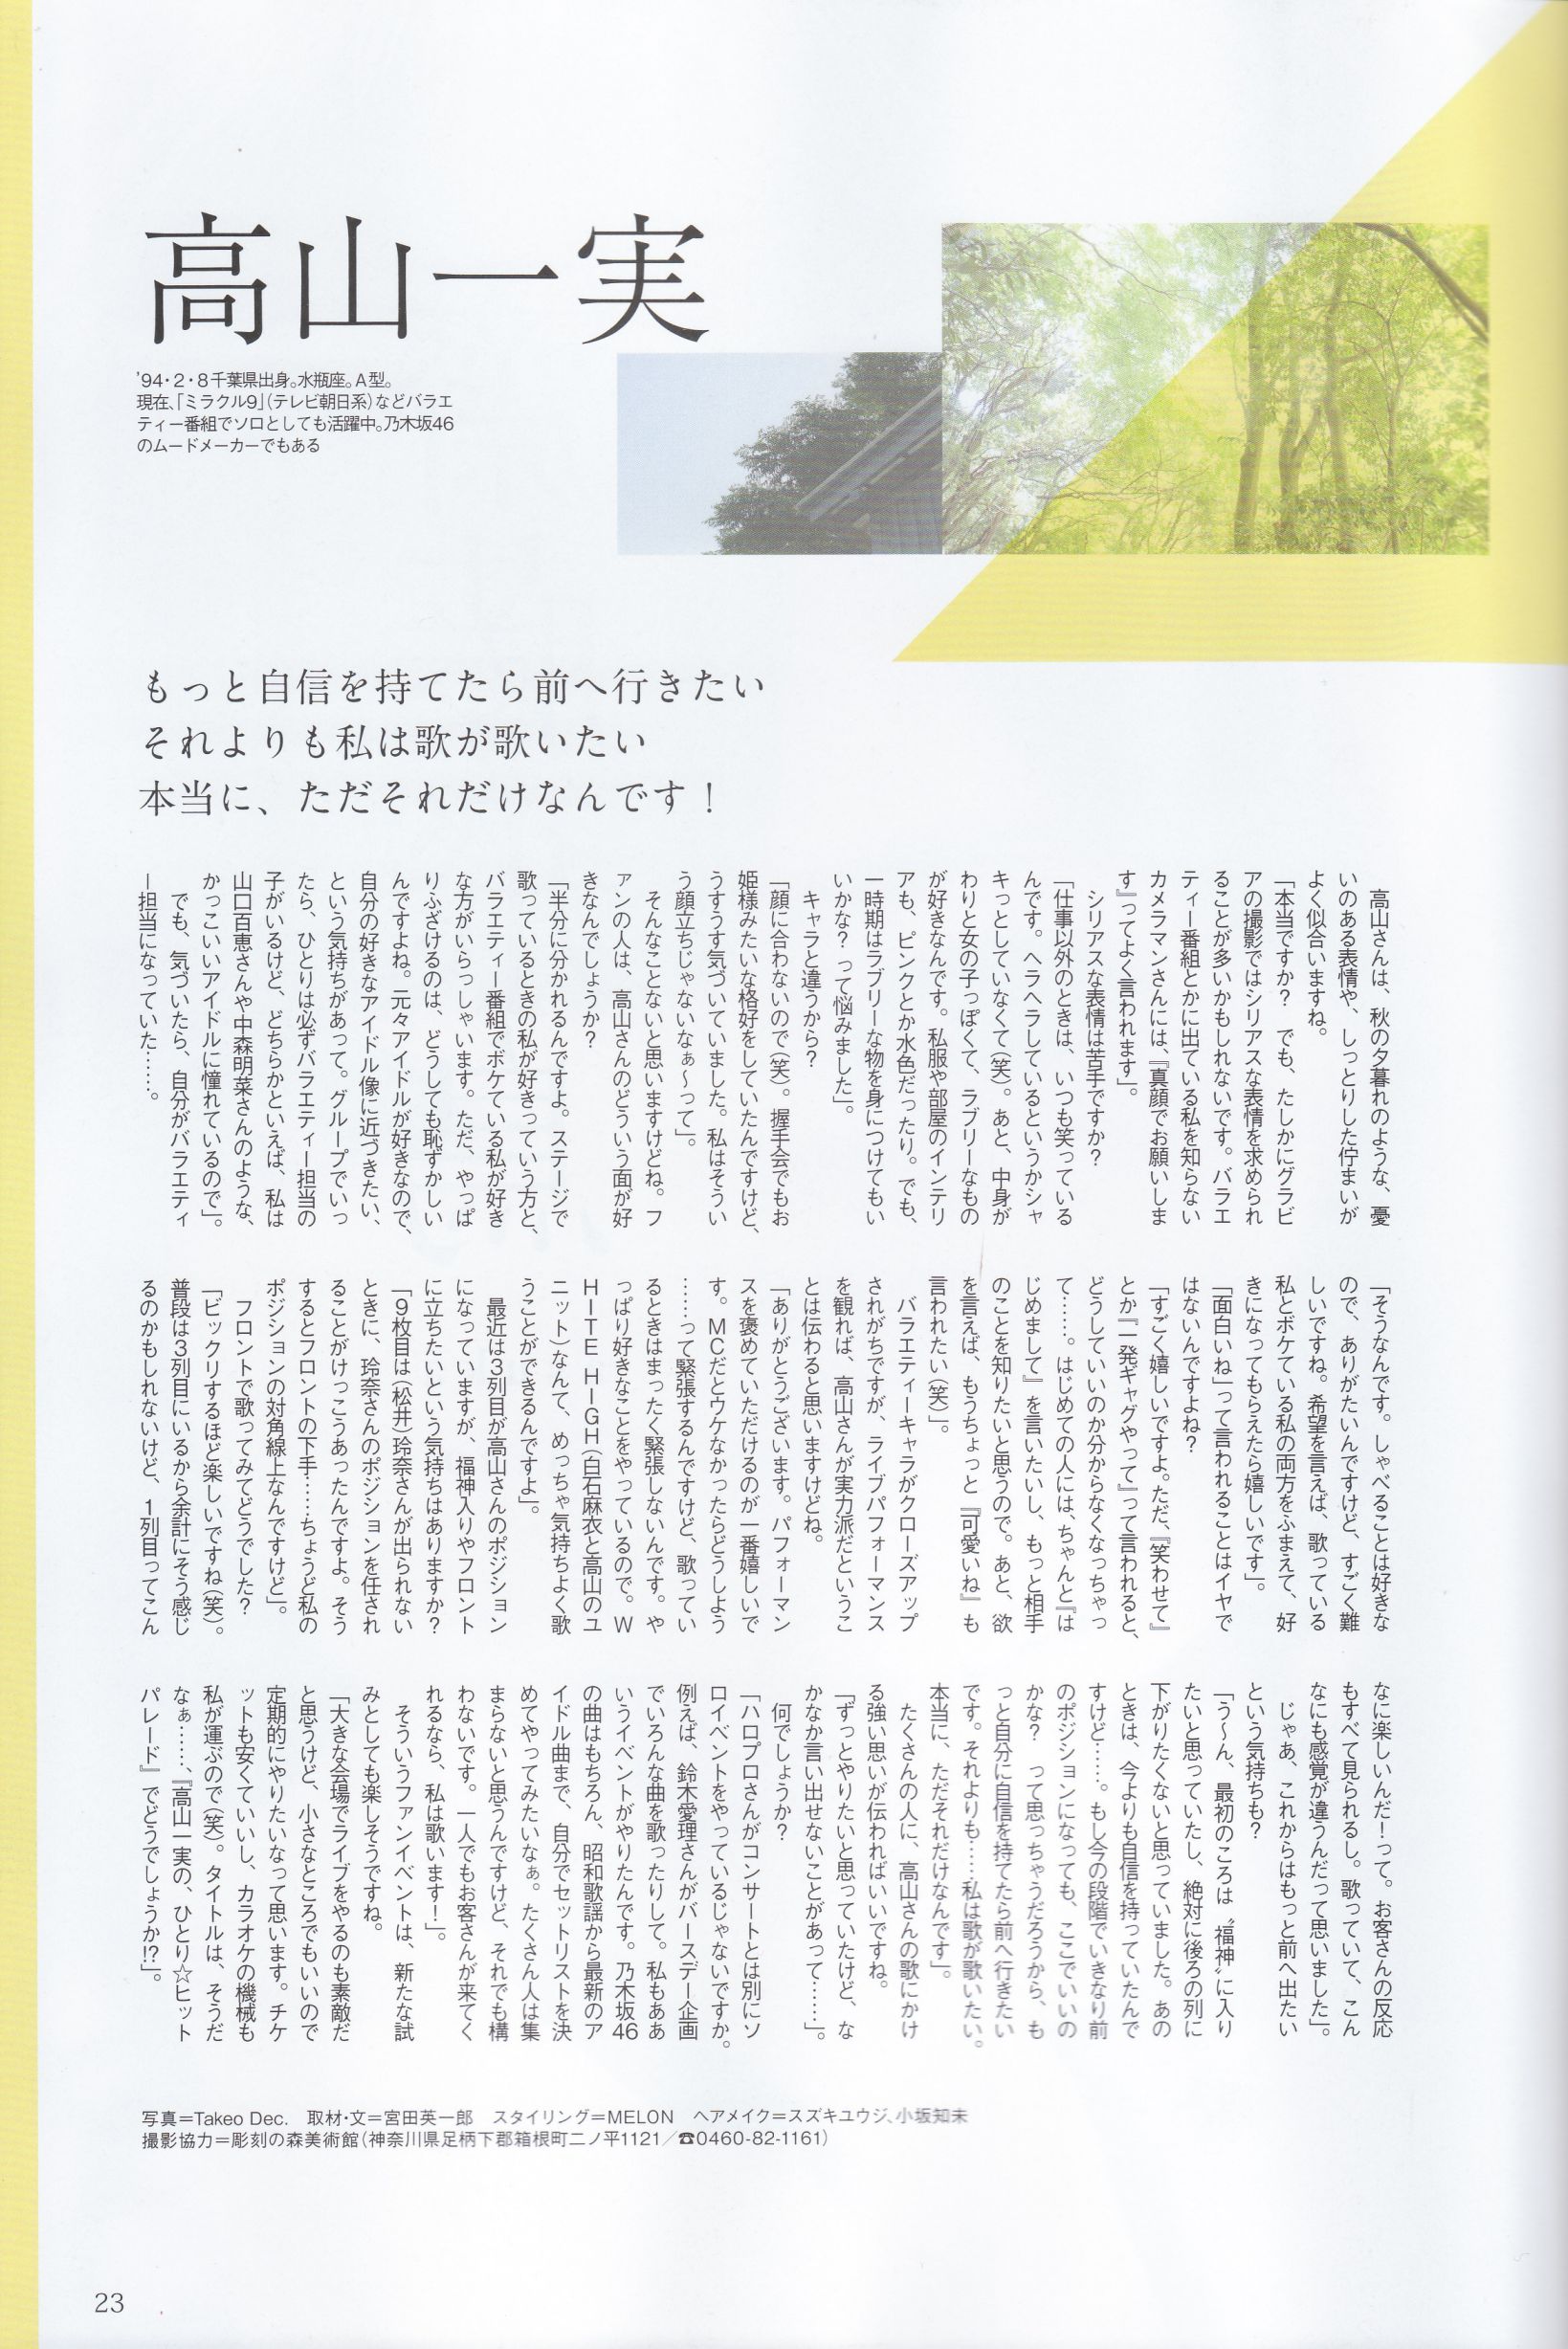 高山一実
’94・2・8千葉県出身。水瓶座。A型。
現在、「ミラクル9」(テレビ朝日系)などバラエ
ティー番組でソロとしても活躍中。乃木坂46
のムードメーカーでもある
もっと自信を持てたら前へ行きたい
それよりも私は歌が歌いたい
本当に、ただそれだけなんです！
　高山さんは、秋の夕暮れのような、憂
いのある表情や、しっとりした佇まいが
よく似合いますね。
「本当ですか？　でも、たしかにグラビ
アの撮影ではシリアスな表情を求められ
ることが多いかもしれないです。バラエ
ティー番組とかに出ている私を知らない
カメラマンさんには、『真顔でお願いしま
す』ってよく言われます」。
　シリアスな表情は苦手ですか？
「仕事以外のときは、いつも笑っている
んです。ヘラヘラしているというかシャ
キっとしていなくて(笑)。あと、中身が
わりと女の子っぽくて、ラブリーなもの
が好きなんです。私服や部屋のインテリ
アも、ピンクとか水色だったり。でも、
一時期はラブリーな物を身につけてもい
いかな？ って悩みました」。
　キャラと違うから？
「顔に合わないので(笑)。握手会でもお
姫様みたいな格好をしていたんですけど、
うすうす気づいていました。私はそうい
う顔立ちじゃないなぁ～って」。
　そんなことないと思いますけどね。フ
ァンの人は、高山さんのどういう面が好
きなんでしょうか？
「半分に分かれるんですよ。ステージで
歌っているときの私が好きっていう方と、
バラエティー番組でボケている私が好き
な方がいらっしゃいます。ただ、やっぱ
りふざけるのは、どうしても恥ずかしい
んですよね。元々アイドルが好きなので、
自分の好きなアイドル像に近づきたい、
という気持ちがあって。グループでいっ
たら、ひとりは必ずバラエティー担当の
子がいるけど、どちらかといえば、私は
山口百恵さんや中森明菜さんのような、
かっこいいアイドルに憧れているので」。
　でも、気づいたら、自分がバラエティ
ー担当になっていた……。
「そうなんです。しゃべることは好きな
ので、ありがたいんですけど、すごく難
しいですね。希望を言えば、歌っている
私とボケている私の両方をふまえて、好
きになってもらえたら嬉しいです」。
「面白いね」って言われることはイヤで
はないんですよね？
「すごく嬉しいですよ。ただ、『笑わせて』
とか『一発ギャグやって』って言われると、
どうしていいのか分からなくなっちゃっ
て……。はじめての人には、ちゃんと『は
じめまして』を言いたいし、もっと相手
のことを知りたいと思うので。あと、欲
を言えば、もうちょっと『可愛いね』も
言われたい(笑)」。
　バラエティーキャラがクローズアップ
されがちですが、ライブパフォーマンス
を観れば、高山さんが実力派だというこ
とは伝わると思いますけどね。
「ありがとうございます。パフォーマン
スを褒めていただけるのが一番嬉しいで
す。MCだとウケなかったらどうしよう
……って緊張するんですけど、歌ってい
るときはまったく緊張しないんです。や
っぱり好きなことをやっているので。W
HITE HIGH(白石麻衣と高山のユ
ニット)なんて、めっちゃ気持ちよく歌
うことができるんですよ」。
　最近は3列目が高山さんのポジション
になっていますが、福神入りやフロント
に立ちたいという気持ちはありますか？
「9枚目は(松井)玲奈さんが出られない
ときに、玲奈さんのポジションを任され
ることがけっこうあったんですよ。そう
するとフロントの下手……ちょうど私の
ポジションの対角線上なんですけど」。
　フロントで歌ってみてどうでした？
「ビックリするほど楽しいですね(笑)。
普段は3列目にいるから余計にそう感じ
るのかもしれないけど、1列目ってこん
なに楽しいんだ！って。お客さんの反応
もすべて見られるし。歌っていて、こん
なにも感覚が違うんだって思いました」。
　じゃあ、これからはもっと前へ出たい
という気持ちも？
「う～ん、最初のころは〝福神〟に入り
たいと思っていたし、絶対に後ろの列に
下がりたくないと思っていました。あの
ときは、今よりも自信を持っていたんで
すけど……。もし今の段階でいきなり前
のポジションになっても、ここでいいの
かな？ って思っちゃうだろうから、も
っと自分に自信を持てたら前へ行きたい
です。それよりも……私は歌が歌いたい。
本当に、ただそれだけなんです」。
　たくさんの人に、高山さんの歌にかけ
る強い思いが伝わればいいですね。
「ずっとやりたいと思っていたけど、な
かなか言い出せないことがあって……」。
　何でしょうか？
「ハロプロさんがコンサートとは別にソ
ロイベントをやっているじゃないですか。
例えば、鈴木愛理さんがバースデー企画
でいろんな曲を歌ったりして。私もああ
いうイベントがやりたんです。乃木坂46
の曲はもちろん、昭和歌謡から最新のア
イドル曲まで、自分でセットリストを決
めてやってみたいなぁ。たくさん人は集
まらないと思うんですけど、それでも構
わないです。一人でもお客さんが来てく
れるなら、私は歌います！」。
　そういうファンイベントは、新たな試
みとしても楽しそうですね。
「大きな会場でライブをやるのも素敵だ
と思うけど、小さなところでもいいので
定期的にやりたいなって思います。チケ
ットも安くていいし、カラオケの機械も
私が運ぶので(笑)。タイトルは、そうだ
なぁ……、『高山一実の、ひとり☆ヒット
パレード』でどうでしょうか!?」。
写真＝Takeo Dec.　取材・文＝宮田英一郎　スタイリング＝MELON　ヘアメイク＝スズキユウジ、小坂知未
撮影協力＝彫刻の森美術館(神奈川県足柄下郡箱根町二ノ平1121／☎0460-82-1161)
23